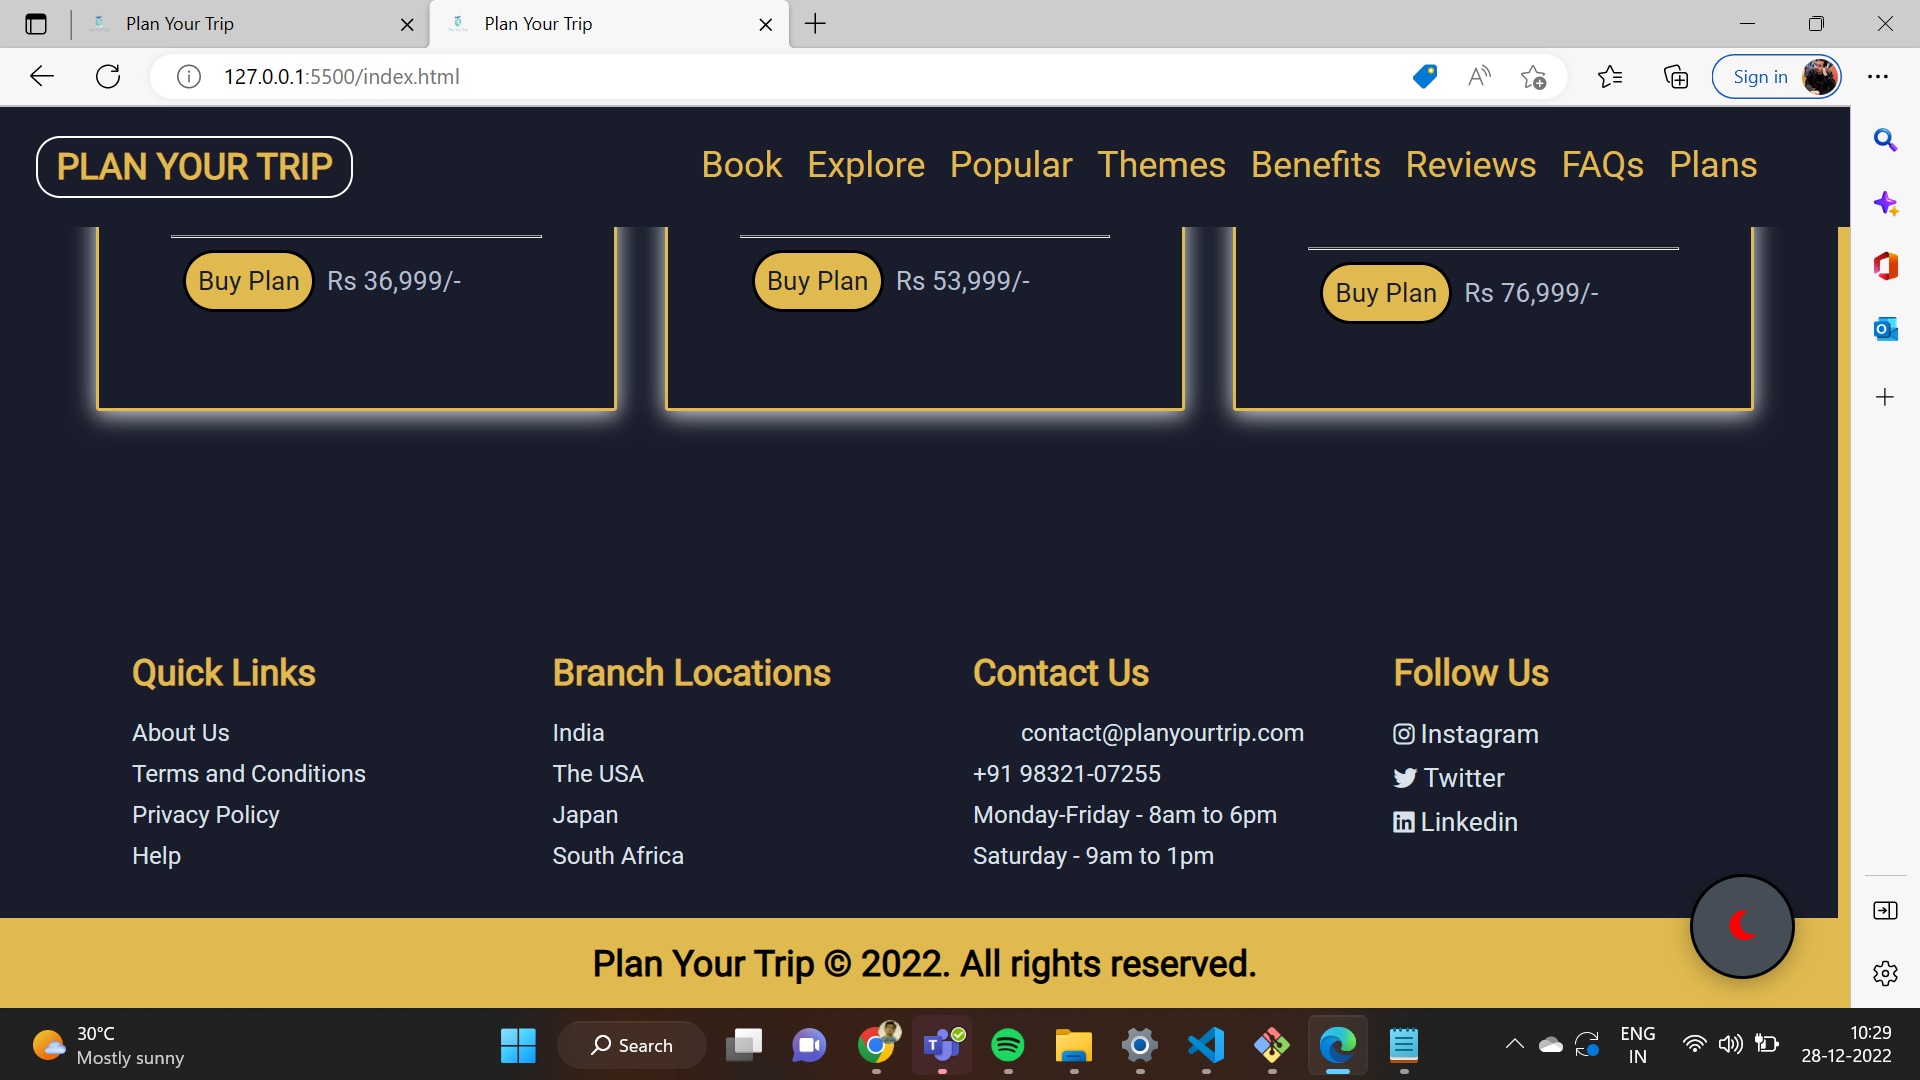 Plan Your Trip
Plan Your Trip
127.0.0.1:5500/index.html
Sign in
PLAN YOUR TRIP
Book Explore Popular Themes Benefits Reviews FAQs Plans
Buy Plan Rs 36,999/-
Buy Plan Rs 53,999/-
Buy Plan Rs 76,999/-
Quick Links
About Us
Terms and Conditions
Privacy Policy
Help
Branch Locations
India
The USA
Japan
South Africa
Contact Us
contact@planyourtrip.com
+91 98321-07255
Monday-Friday - 8am to 6pm
Saturday - 9am to 1pm
Follow Us
Instagram
Twitter
Linkedin
Plan Your Trip © 2022. All rights reserved.
30°C
Mostly sunny
Search
ENG
IN
10:29
28-12-2022